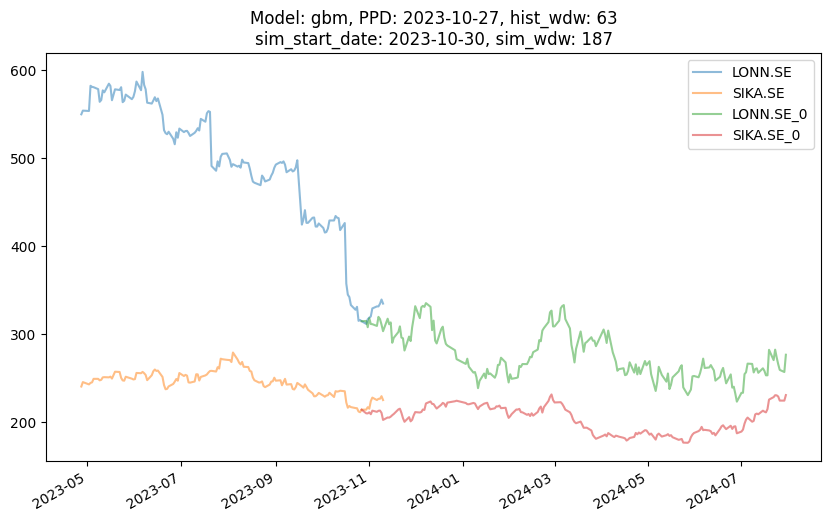 Model: gbm, PPD: 2023-10-27, hist_wdw: 63
sim_start_date: 2023-10-30, sim_wdw: 187
LONN.SE
SIKA.SE
LONN.SE_0
SIKA.SE_0
600
500
400
300
200
2023-05
2023-07
2023-09
2023-11
2024-01
2024-03
2024-05
2024-07